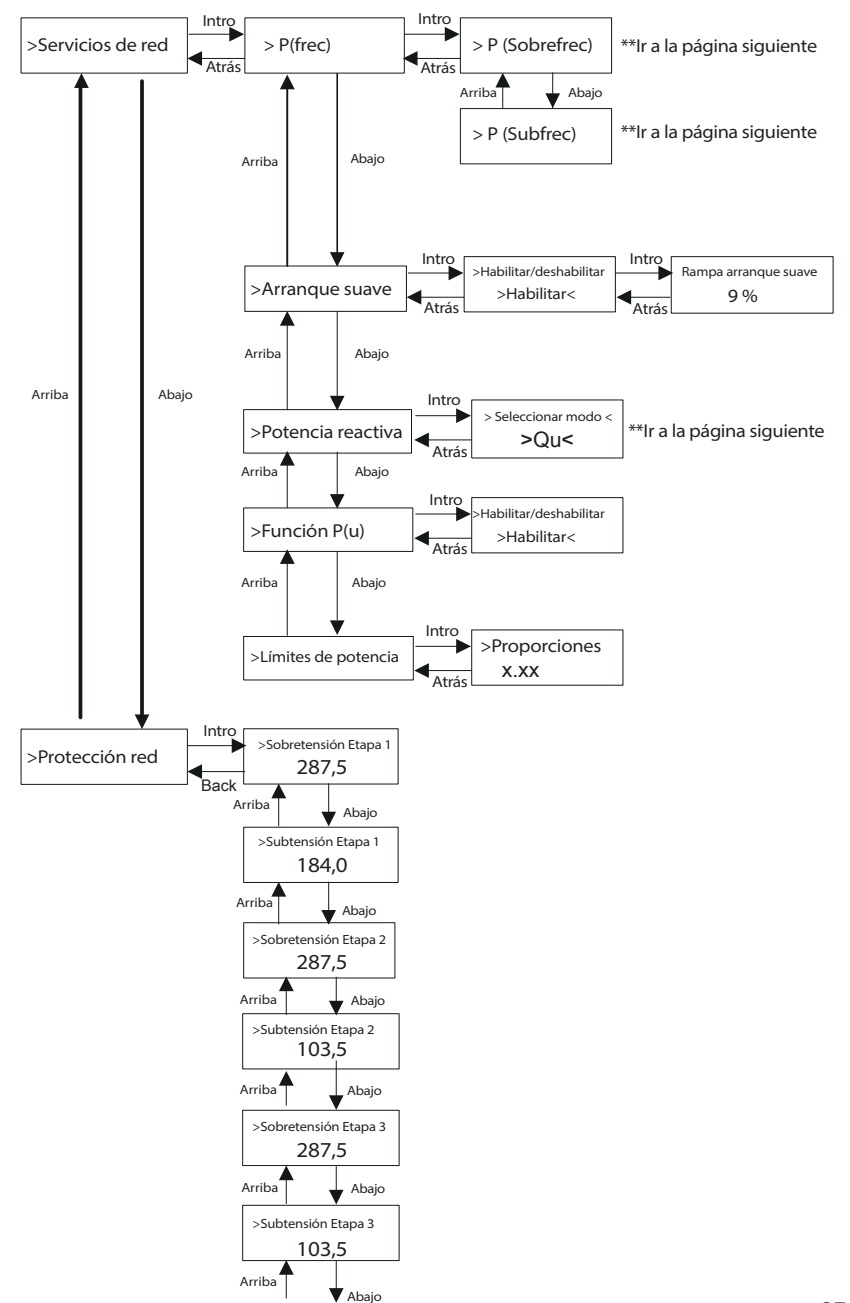 Intro
>Servicios de red
> P(frec)
Intro
> P (Sobrefrec)
**Ir a la página siguiente
Atrás
Atrás
Arriba
Abajo
> P (Subfrec)
**Ir a la página siguiente
Arriba
Abajo
>Arranque suave
Intro
>Habilitar/deshabilitar
>Habilitar<
Intro
Rampa arranque suave
9 %
Atrás
Atrás
Arriba
Abajo
Arriba
Abajo
>Potencia reactiva
Intro
> Seleccionar modo <
>Qu<
**Ir a la página siguiente
Atrás
Arriba
Abajo
>Función P(u)
Intro
>Habilitar/deshabilitar
>Habilitar<
Atrás
Arriba
Abajo
>Límites de potencia
Intro
>Proporciones
x.xx
Atrás
>Protección red
Intro
>Sobretensión Etapa 1
287,5
Back
Arriba
Abajo
>Subtensión Etapa 1
184,0
Arriba
Abajo
>Sobretensión Etapa 2
287,5
Arriba
Abajo
>Subtensión Etapa 2
103,5
Arriba
Abajo
>Sobretensión Etapa 3
287,5
Arriba
Abajo
>Subtensión Etapa 3
103,5
Arriba
Abajo